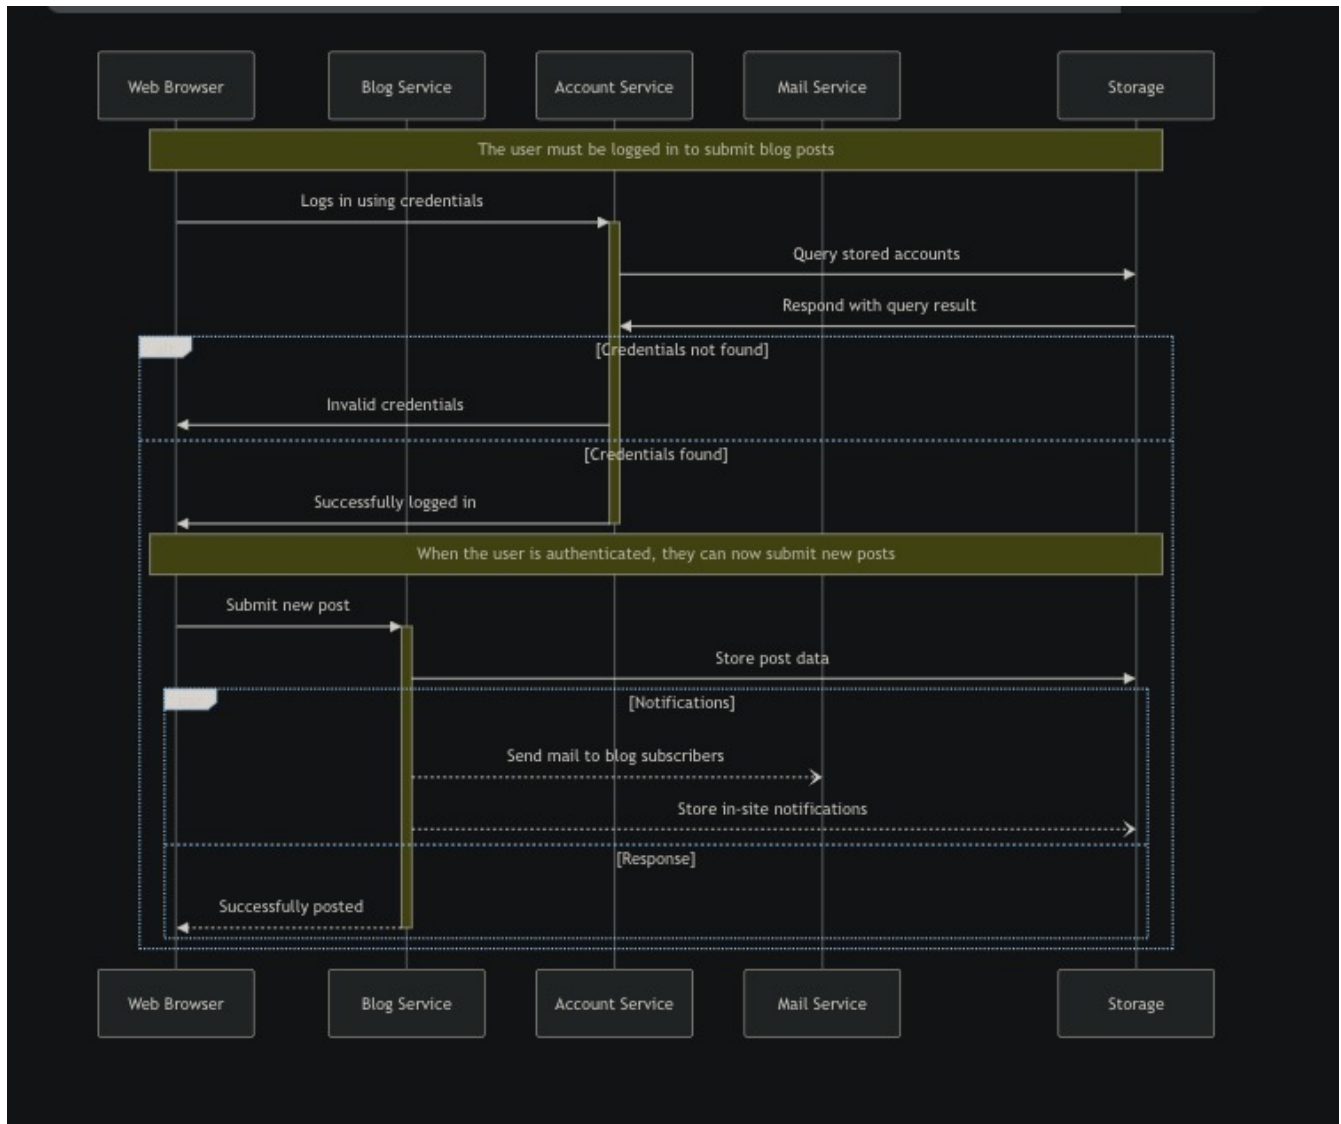 Web Browser
Blog Service
Account Service
Mail Service
Storage
The user must be logged in to submit blog posts
Logs in using credentials
Query stored accounts
Respond with query result
[Credentials not found]
Invalid credentials
[Credentials found]
Successfully logged in
When the user is authenticated, they can now submit new posts
Submit new post
Store post data
[Notifications]
Send mail to blog subscribers
Store in-site notifications
[Response]
Successfully posted
Web Browser
Blog Service
Account Service
Mail Service
Storage